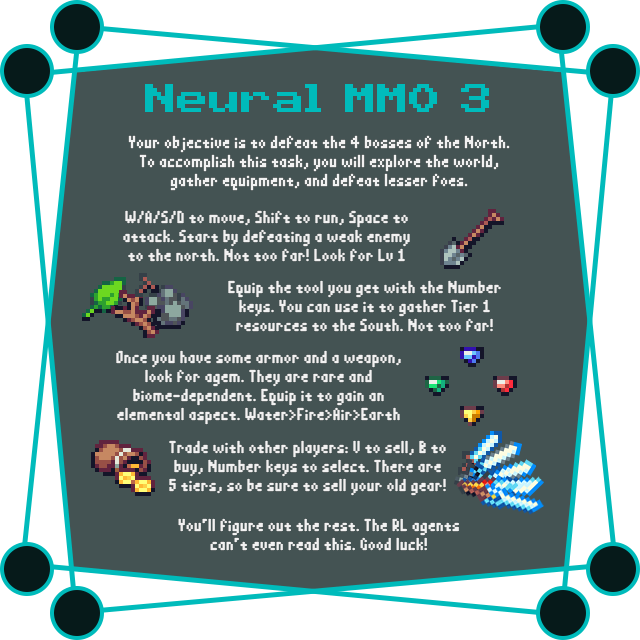 Neural MMO 3
Your objective is to defeat the 4 bosses of the North.
To accomplish this task, you will explore the world,
gather equipment, and defeat lesser foes.
W/A/S/D to move, Shift to run, Space to
attack. Start by defeating a weak enemy
to the north. Not too far! Look for Lv 1
Equip the tool you get with the Number
keys. You can use it to gather Tier 1
resources to the South. Not too far!
Once you have some armor and a weapon,
look for agem. They are rare and
biome-dependent. Equip it to gain an
elemental aspect. Water>Fire>Air>Earth
Trade with other players: V to sell, B to
buy, Number keys to select. There are
5 tiers, so be sure to sell your old gear!
You'll figure out the rest. The RL agents
can't even read this. Good luck!